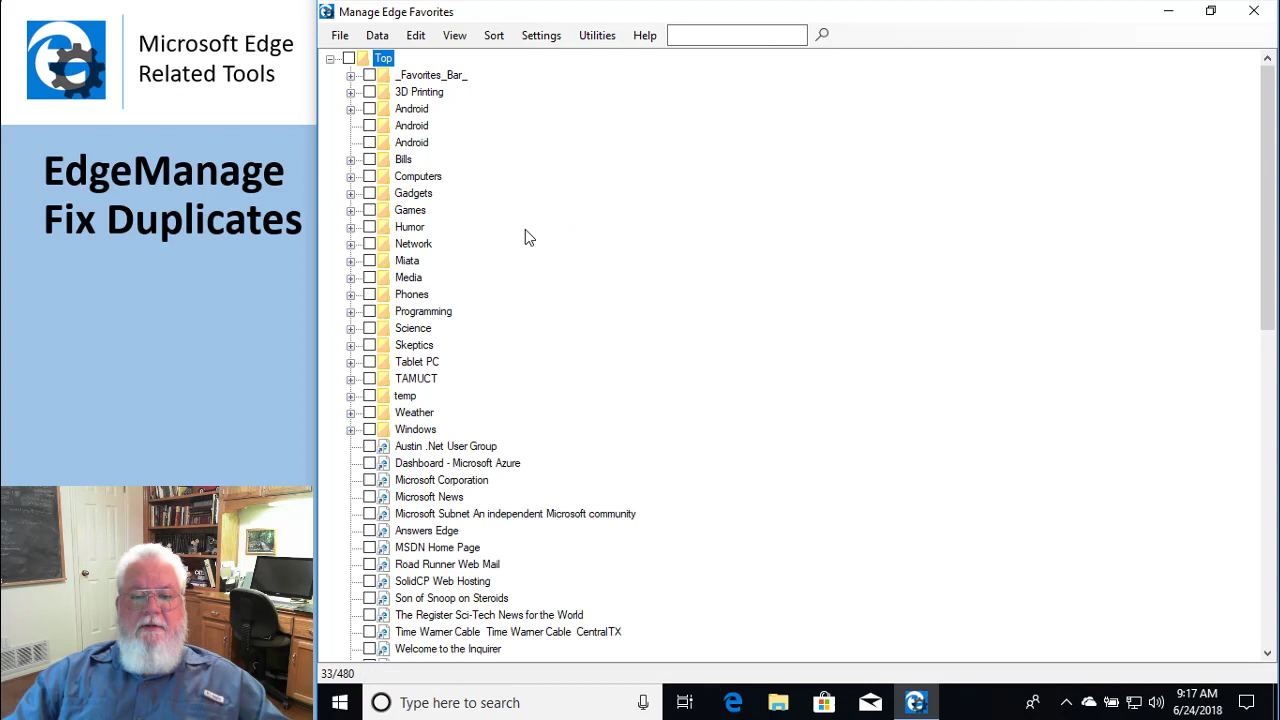 Microsoft Edge
Related Tools
EdgeManage
Fix Duplicates
Manage Edge Favorites
File Data Edit View Sort Settings Utilities Help
Top
_Favorites_Bar_
3D Printing
Android
Android
Android
Bills
Computers
Gadgets
Games
Humor
Network
Miata
Media
Phones
Programming
Science
Skeptics
Tablet PC
TAMUCT
temp
Weather
Windows
Austin .Net User Group
Dashboard - Microsoft Azure
Microsoft Corporation
Microsoft News
Microsoft Subnet An independent Microsoft community
Answers Edge
MSDN Home Page
Road Runner Web Mail
SolidCP Web Hosting
Son of Snoop on Steroids
The Register Sci-Tech News for the World
Time Warner Cable Time Warner Cable CentralTX
Welcome to the Inquirer
33/480
Type here to search
9:17 AM
6/24/2018